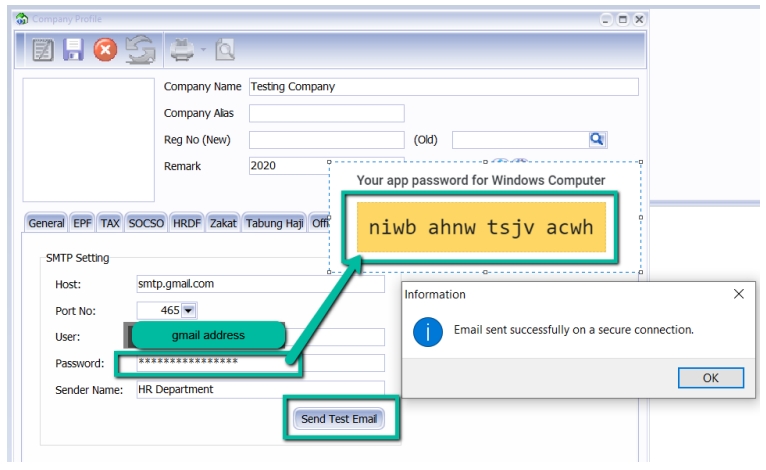 Company Profile
Company Name Testing Company
Company Alias
Reg No (New) (Old)
Remark 2020
Your app password for Windows Computer
niwb ahnw tsjv acwh
General EPF TAX SOCSO HRDF Zakat Tabung Haji Offi
SMTP Setting
Host: smtp.gmail.com
Port No: 465
User: gmail address
Password: ****************
Sender Name: HR Department
Send Test Email
Information
Email sent successfully on a secure connection.
OK